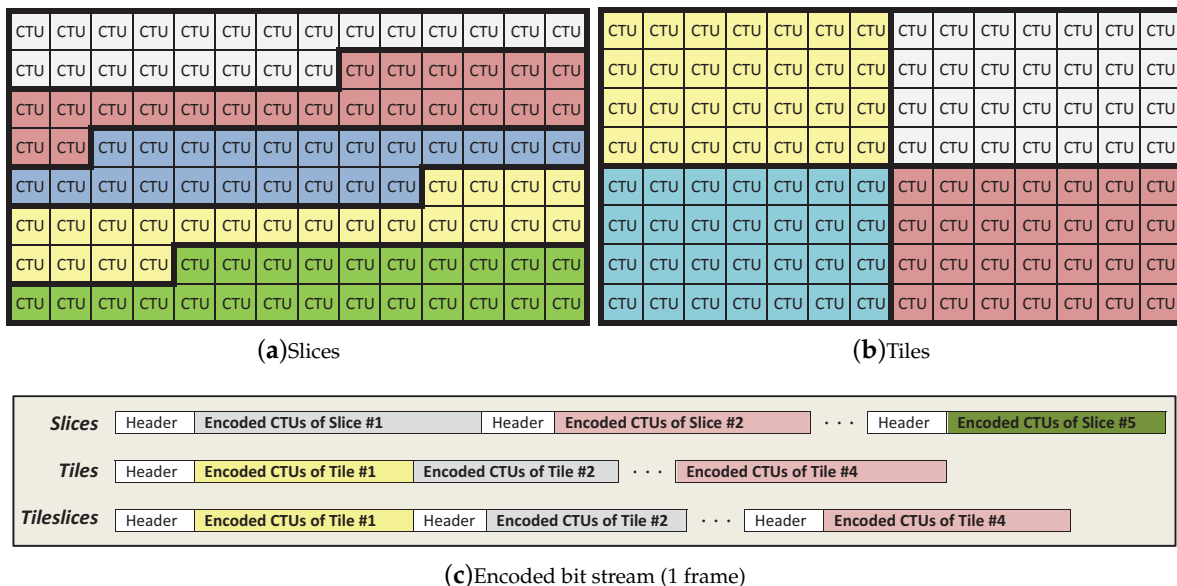 CTU CTU CTU CTU CTU CTU CTU CTU CTU CTU CTU CTU CTU CTU
CTU CTU CTU CTU CTU CTU CTU CTU CTU CTU CTU CTU CTU CTU
CTU CTU CTU CTU CTU CTU CTU CTU CTU CTU CTU CTU CTU CTU
CTU CTU CTU CTU CTU CTU CTU CTU CTU CTU CTU CTU CTU CTU
CTU CTU CTU CTU CTU CTU CTU CTU CTU CTU CTU CTU CTU CTU
CTU CTU CTU CTU CTU CTU CTU CTU CTU CTU CTU CTU CTU CTU
CTU CTU CTU CTU CTU CTU CTU CTU CTU CTU CTU CTU CTU CTU
CTU CTU CTU CTU CTU CTU CTU CTU CTU CTU CTU CTU CTU CTU
(a)Slices
CTU CTU CTU CTU CTU CTU CTU CTU CTU CTU CTU CTU CTU CTU
CTU CTU CTU CTU CTU CTU CTU CTU CTU CTU CTU CTU CTU CTU
CTU CTU CTU CTU CTU CTU CTU CTU CTU CTU CTU CTU CTU CTU
CTU CTU CTU CTU CTU CTU CTU CTU CTU CTU CTU CTU CTU CTU
CTU CTU CTU CTU CTU CTU CTU CTU CTU CTU CTU CTU CTU CTU
CTU CTU CTU CTU CTU CTU CTU CTU CTU CTU CTU CTU CTU CTU
CTU CTU CTU CTU CTU CTU CTU CTU CTU CTU CTU CTU CTU CTU
CTU CTU CTU CTU CTU CTU CTU CTU CTU CTU CTU CTU CTU CTU
(b)Tiles
Slices Header Encoded CTUs of Slice #1 Header Encoded CTUs of Slice #2 · · · Header Encoded CTUs of Slice #5
Tiles Header Encoded CTUs of Tile #1 Encoded CTUs of Tile #2 · · · Encoded CTUs of Tile #4
Tileslices Header Encoded CTUs of Tile #1 Header Encoded CTUs of Tile #2 · · · Header Encoded CTUs of Tile #4
(c)Encoded bit stream (1 frame)